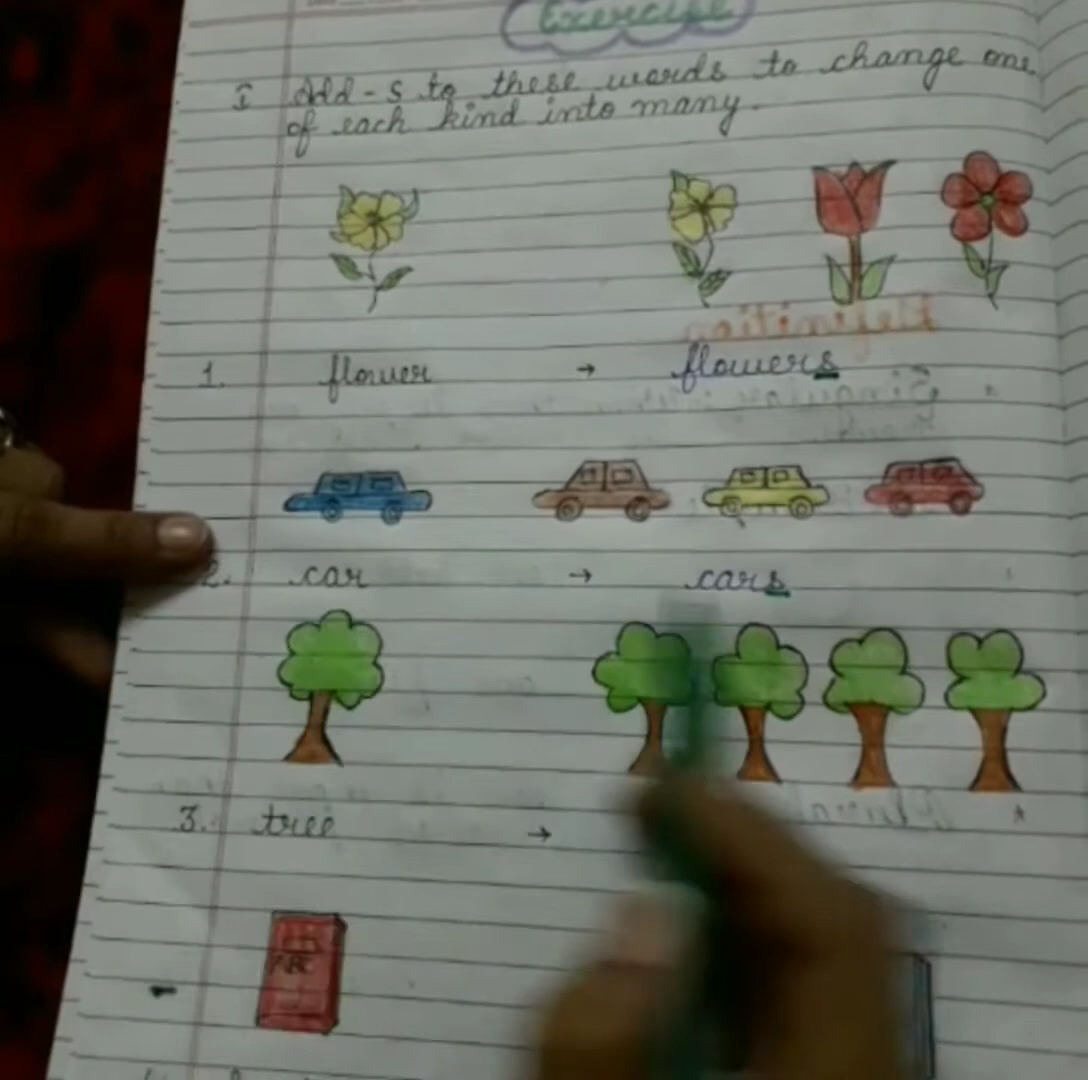 Exercise
I Add -s to these words to change one
of each kind into many.
1. flower → flowers
2. car → cars
3. tree →
ABC